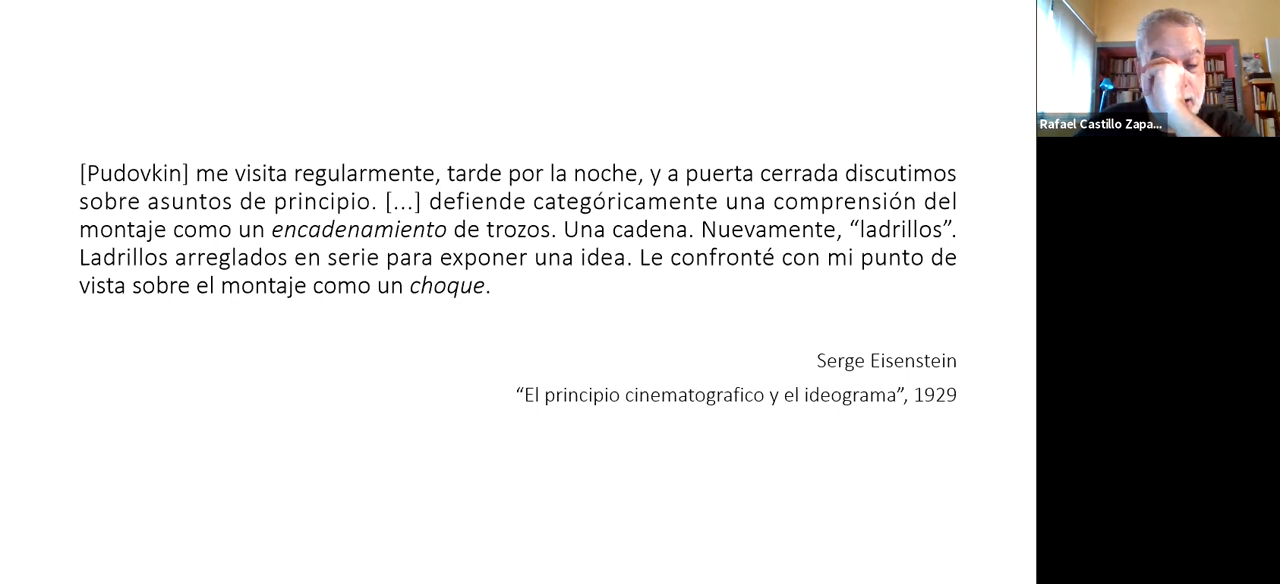 [Pudovkin] me visita regularmente, tarde por la noche, y a puerta cerrada discutimos
sobre asuntos de principio. [...] defiende categóricamente una comprensión del
montaje como un encadenamiento de trozos. Una cadena. Nuevamente, “ladrillos”.
Ladrillos arreglados en serie para exponer una idea. Le confronté con mi punto de
vista sobre el montaje como un choque.
Serge Eisenstein
“El principio cinematografico y el ideograma”, 1929
Rafael Castillo Zapa...